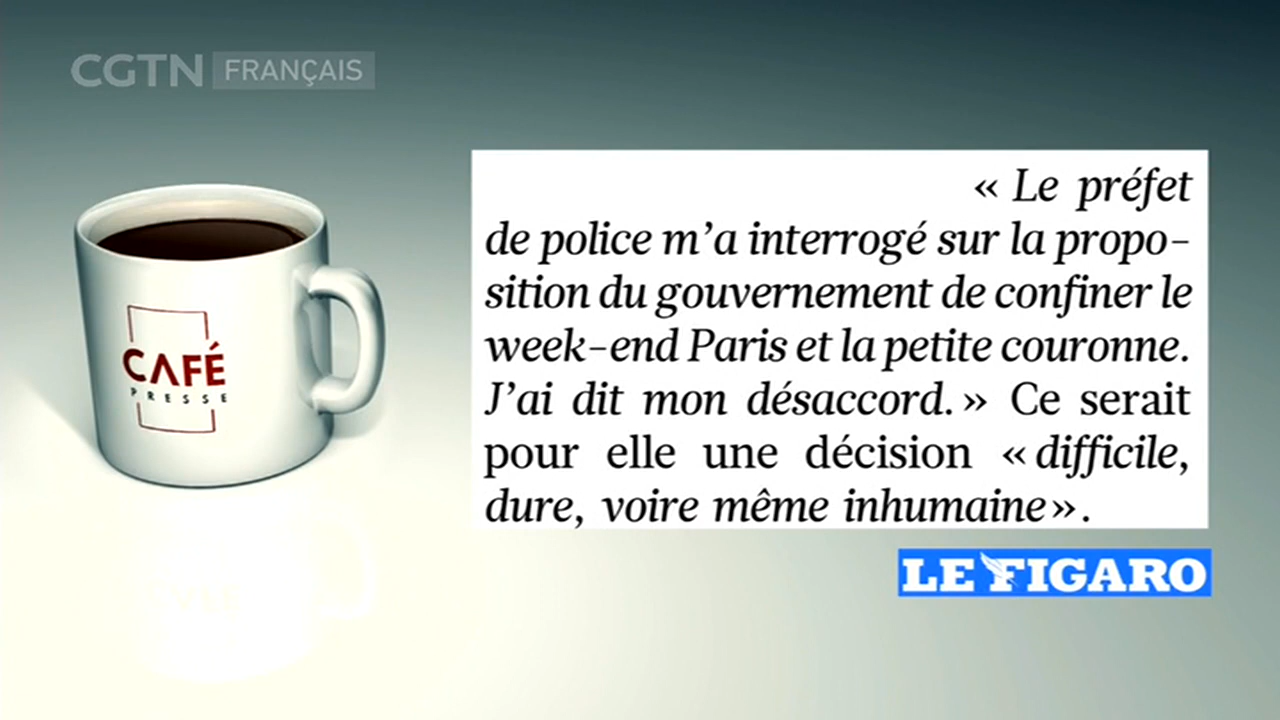 CGTN FRANÇAIS
CAFÉ
PRESSE
« Le préfet
de police m’a interrogé sur la propo-
sition du gouvernement de confiner le
week-end Paris et la petite couronne.
J’ai dit mon désaccord. » Ce serait
pour elle une décision « difficile,
dure, voire même inhumaine ».
LE FIGARO